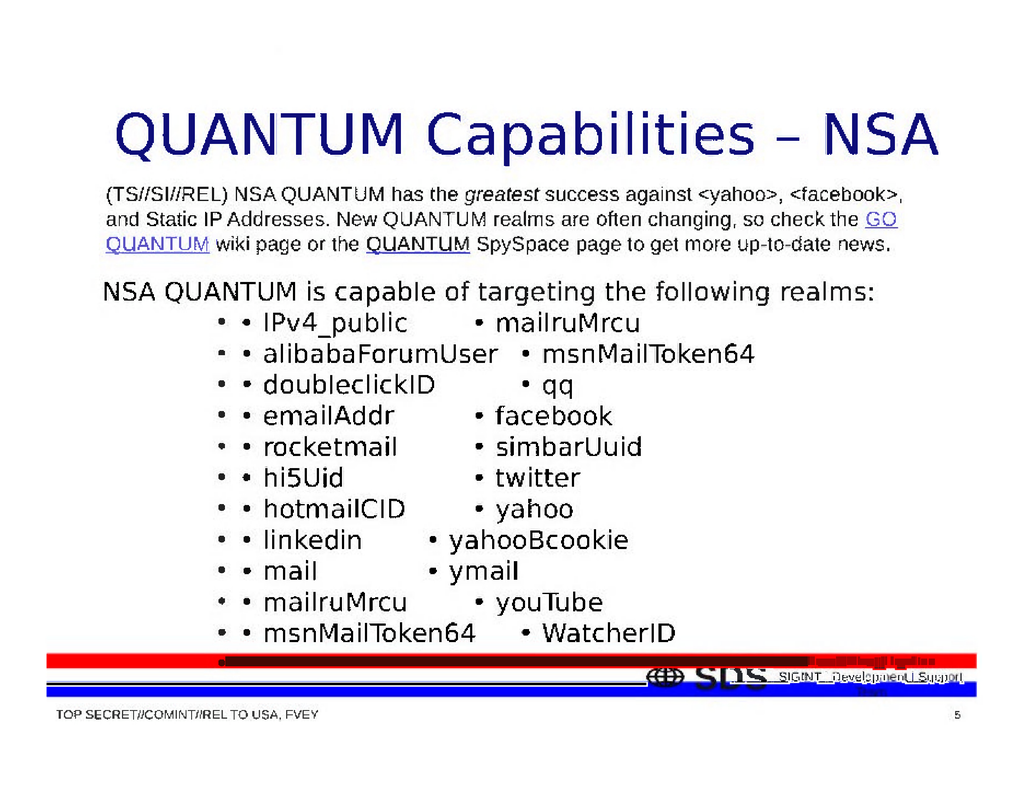 QUANTUM Capabilities – NSA
(TS//SI//REL) NSA QUANTUM has the greatest success against <yahoo>, <facebook>,
and Static IP Addresses. New QUANTUM realms are often changing, so check the GO
QUANTUM wiki page or the QUANTUM SpySpace page to get more up-to-date news.
NSA QUANTUM is capable of targeting the following realms:
• • IPv4_public • mailruMrcu
• • alibabaForumUser • msnMailToken64
• • doubleclickID • qq
• • emailAddr • facebook
• • rocketmail • simbarUuid
• • hi5Uid • twitter
• • hotmailCID • yahoo
• • linkedin • yahooBcookie
• • mail • ymail
• • mailruMrcu • youTube
• • msnMailToken64 • WatcherID
SDS SIGINT Development Support
TOP SECRET//COMINT//REL TO USA, FVEY
5